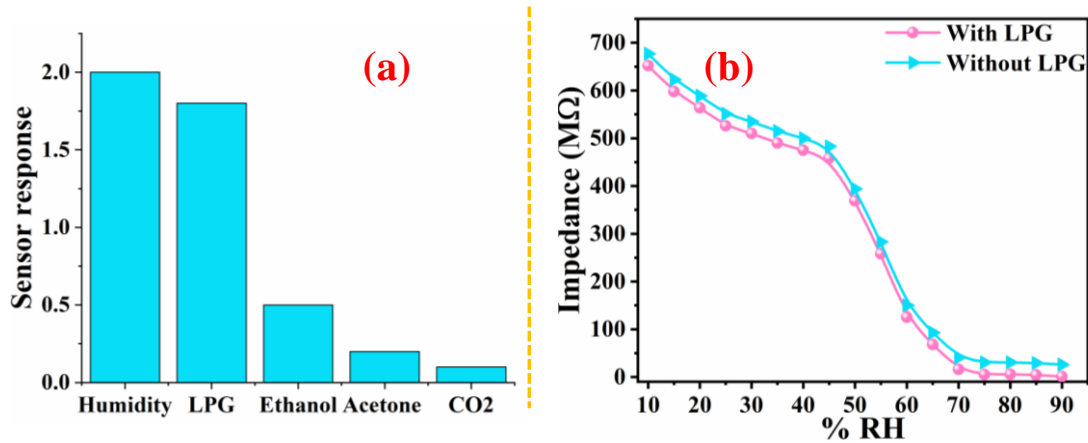 (a)
Sensor response
2.0
1.5
1.0
0.5
0.0
Humidity LPG Ethanol Acetone CO2
(b)
With LPG
Without LPG
Impedance (MΩ)
700
600
500
400
300
200
100
0
10 20 30 40 50 60 70 80 90
% RH